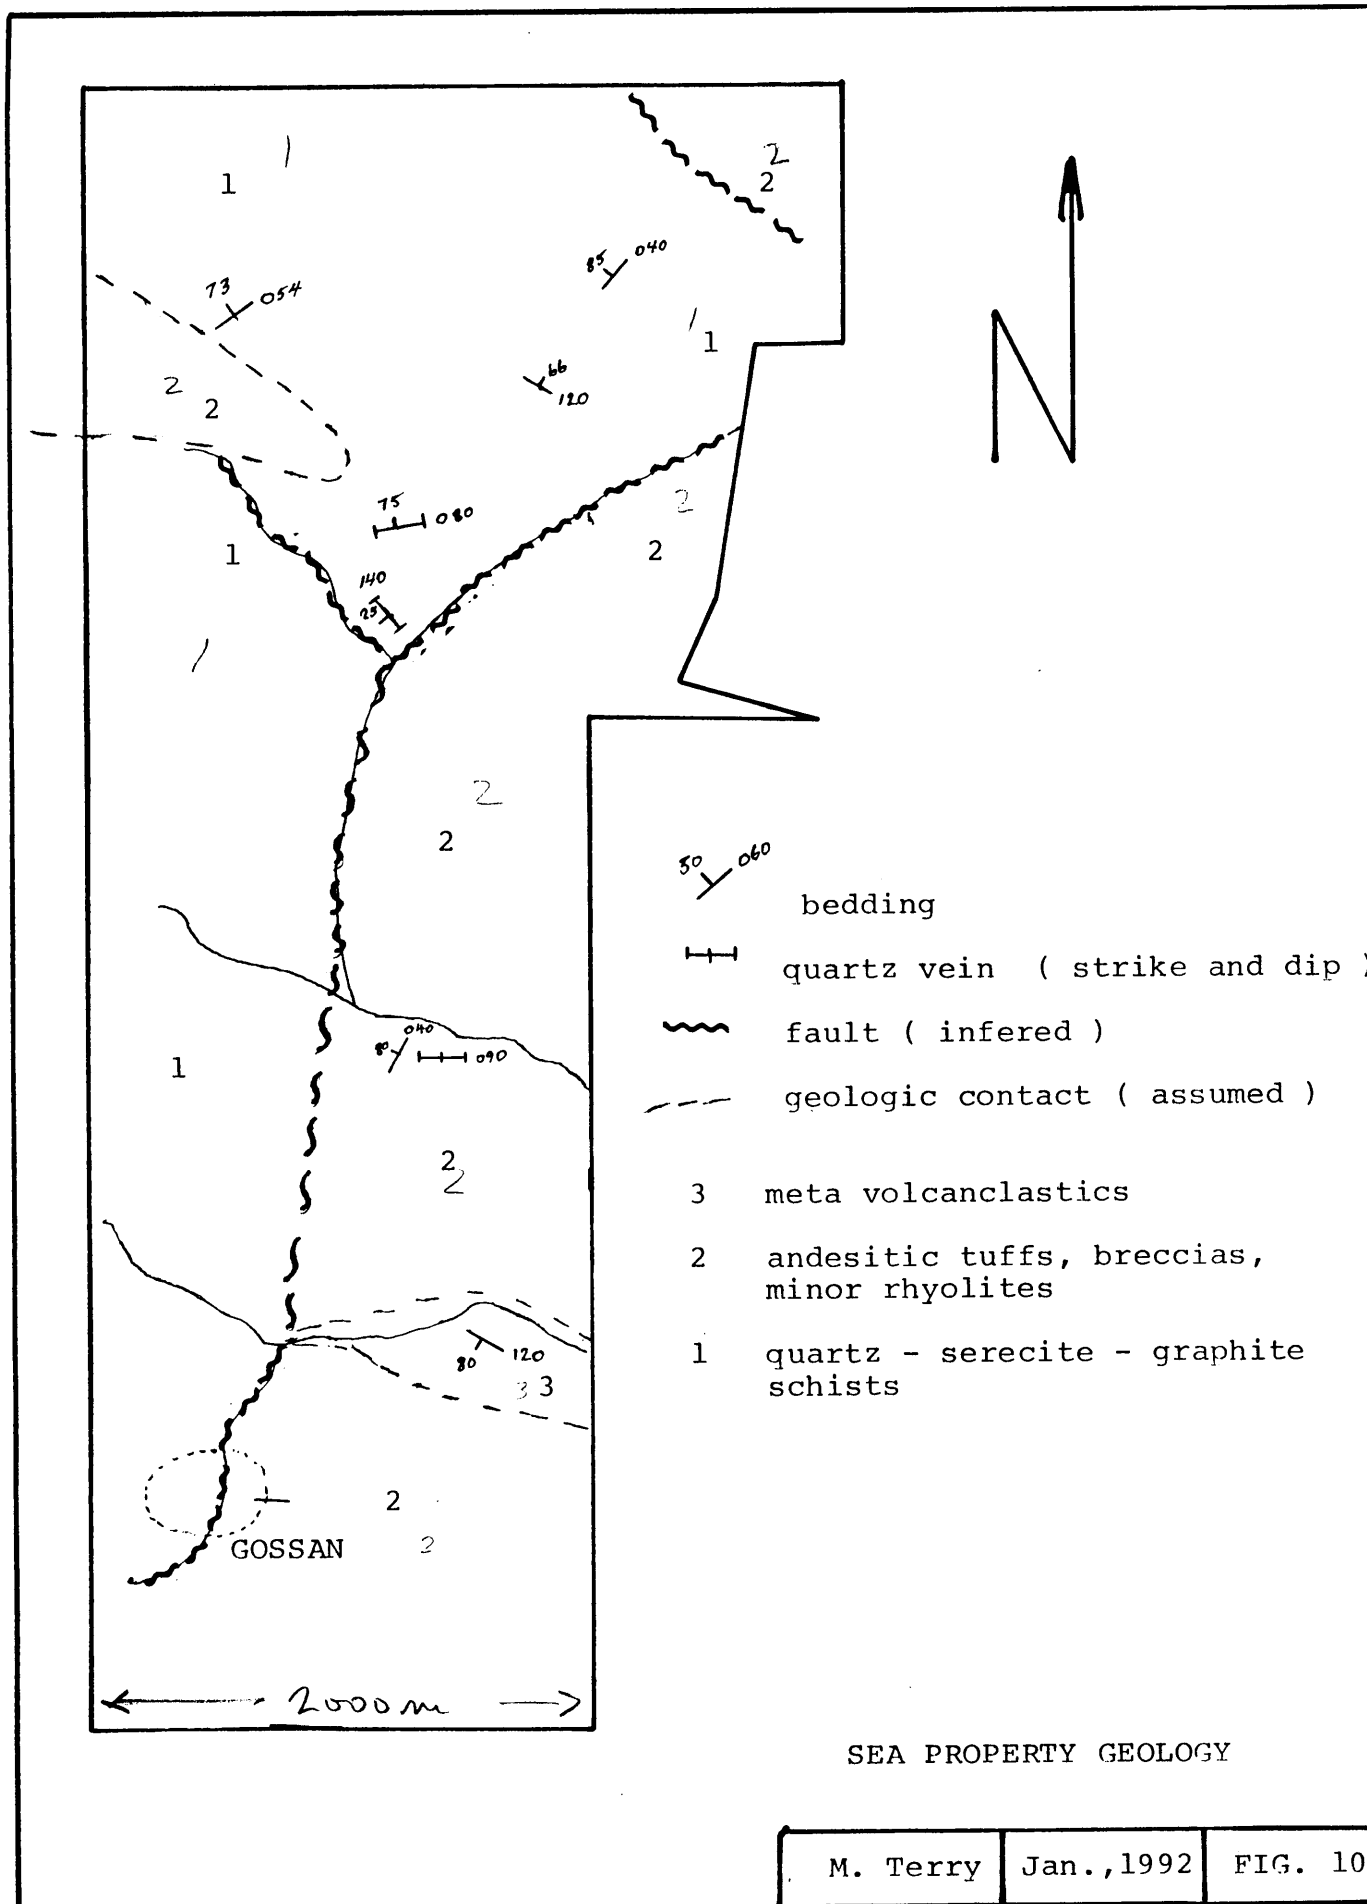 1
/
2
2
85 040
73 054
/
1
66
120
2
2
75 080
2
2
1
140
25
/
2
2
50 060
bedding
quartz vein ( strike and dip )
fault ( infered )
geologic contact ( assumed )
040
80
090
1
2
2
3 meta volcanclastics
2 andesitic tuffs, breccias,
minor rhyolites
1 quartz - serecite - graphite
schists
120
80
3 3
2
2
GOSSAN
2000m
N
SEA PROPERTY GEOLOGY
M. Terry Jan.,1992 FIG. 10